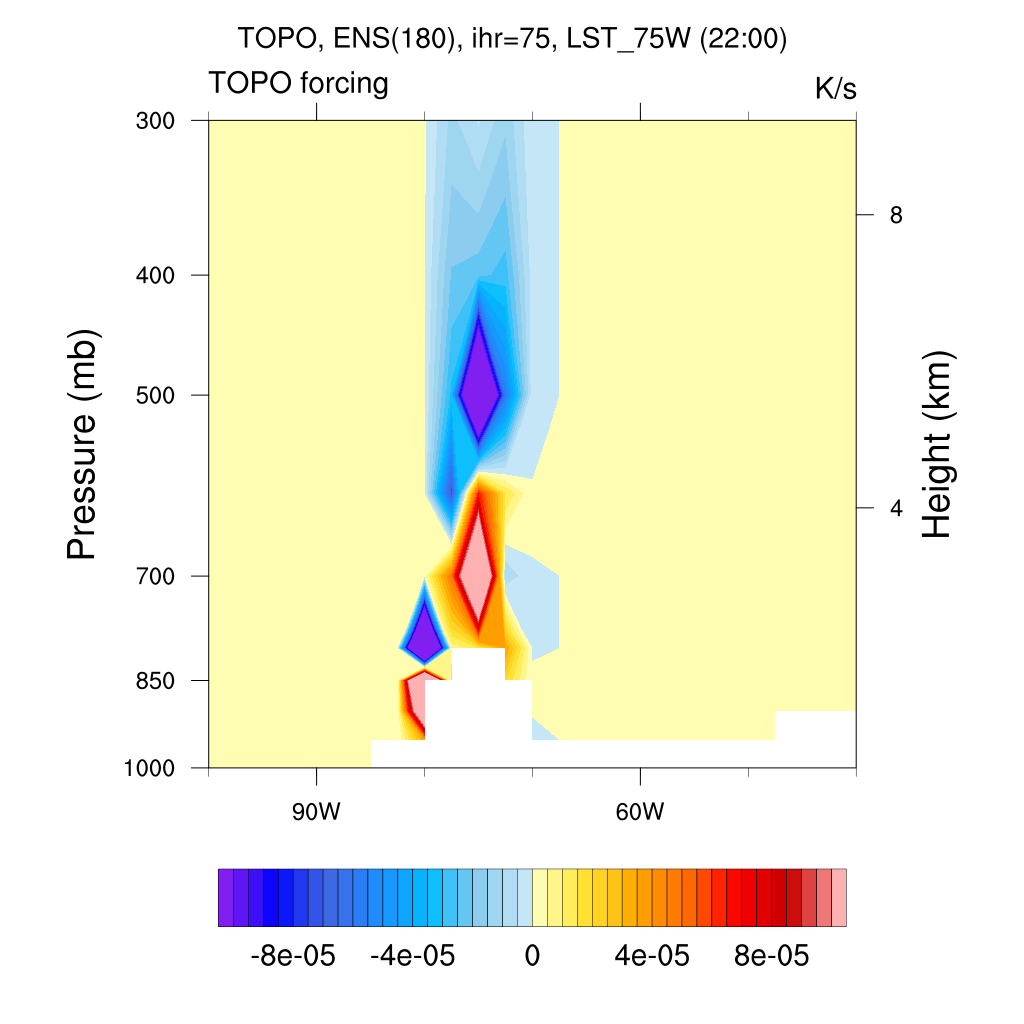 TOPO, ENS(180), ihr=75, LST_75W (22:00)
TOPO forcing
K/s
300
400
500
700
850
1000
Pressure (mb)
8
4
Height (km)
90W
60W
-8e-05
-4e-05
0
4e-05
8e-05